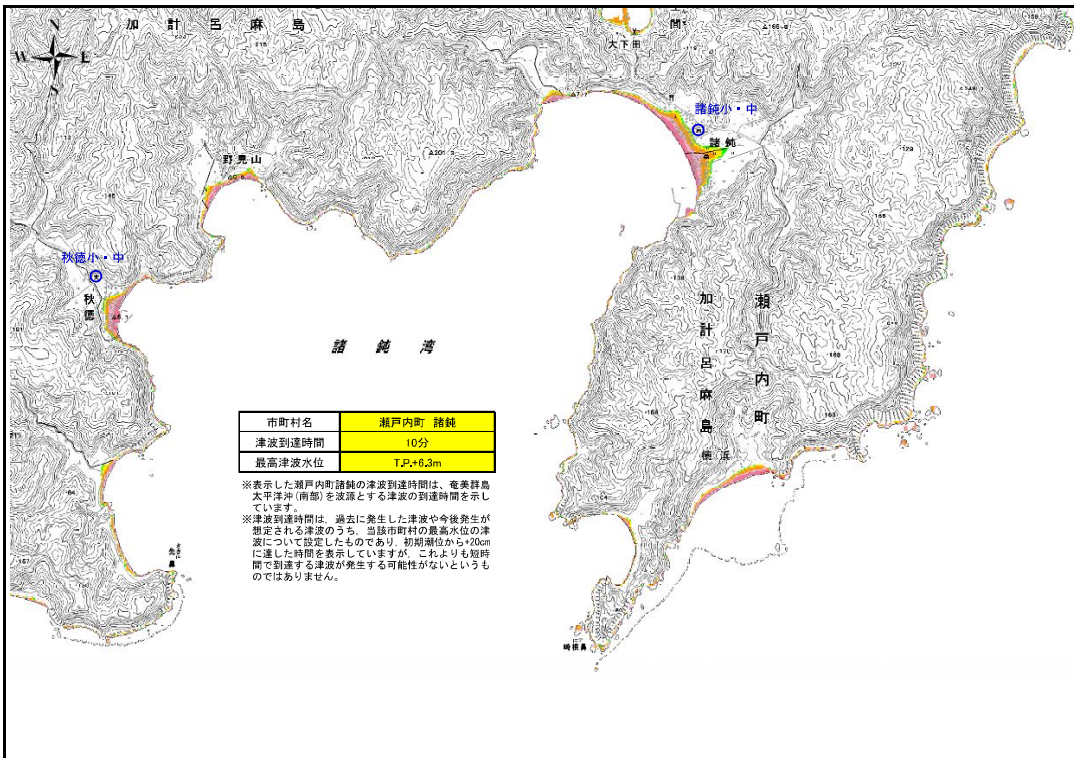 加計呂麻島
間
N
W E
S
大下田
諸鈍小・中
諸鈍
野見山
秋徳小・中
秋徳
諸鈍湾
加計呂麻島
瀬戸内町
徳浜
市町村名 瀬戸内町 諸鈍
津波到達時間 10分
最高津波水位 T.P.+6.3m
※表示した瀬戸内町諸鈍の津波到達時間は、奄美群島
太平洋沖(南部)を波源とする津波の到達時間を示し
ています。
※津波到達時間は、過去に発生した津波や今後発生が
想定される津波のうち、当該市町村の最高水位の津
波について設定したものであり、初期潮位から+20cm
に達した時間を表示していますが、これよりも短時
間で到達する津波が発生する可能性がないというも
のではありません。